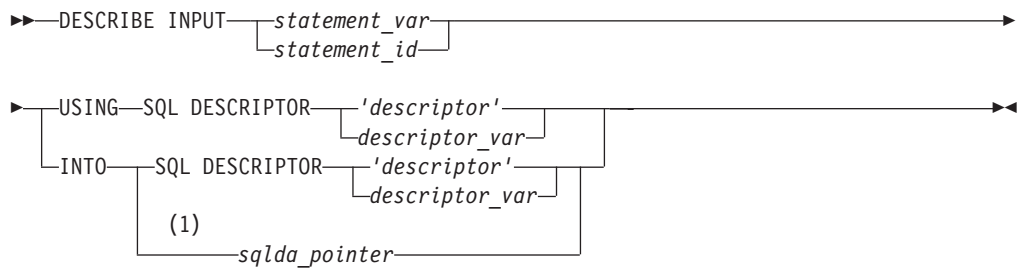 DESCRIBE INPUT statement_var
statement_id
USING SQL DESCRIPTOR 'descriptor'
descriptor_var
INTO SQL DESCRIPTOR 'descriptor'
descriptor_var
(1)
sqlda_pointer